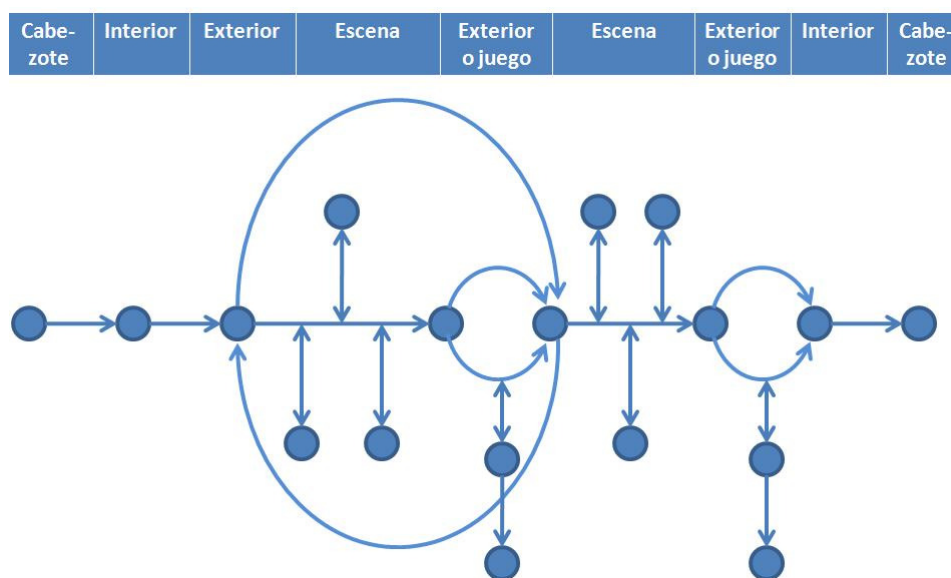 Cabe-
zote
Interior
Exterior
Escena
Exterior
o juego
Escena
Exterior
o juego
Interior
Cabe-
zote